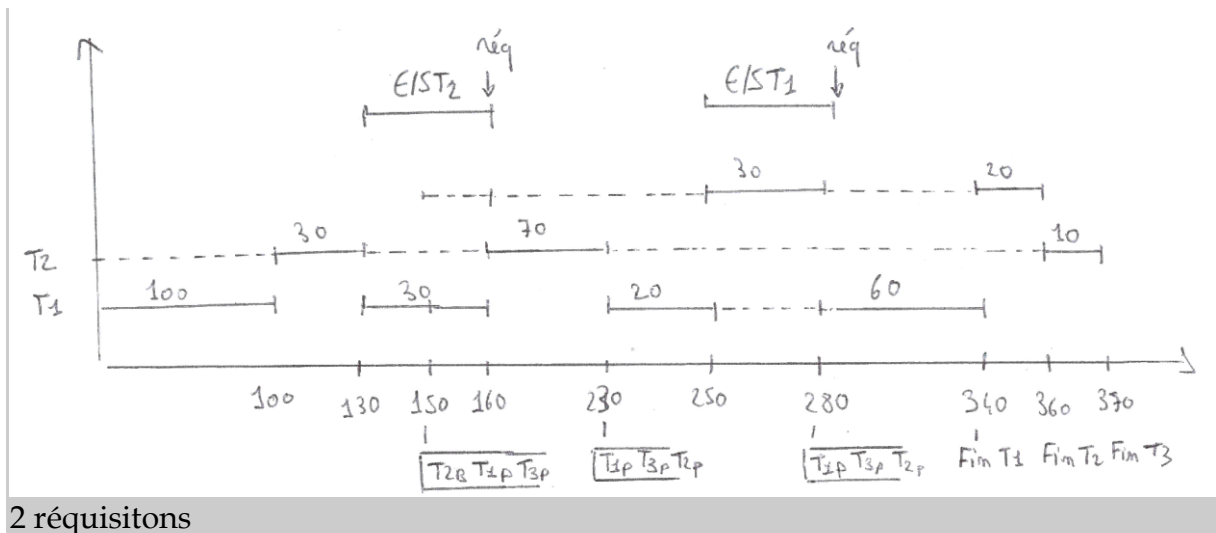 réq réq
E/ST2 E/ST1
30 20
30 70 10
T2
100 30 20 60
T1
100 130 150 160 230 250 280 340 360 370
T2B T1P T3P T1P T3P T2P T1P T3P T2P Fin T1 Fin T2 Fin T3
2 réquisitons